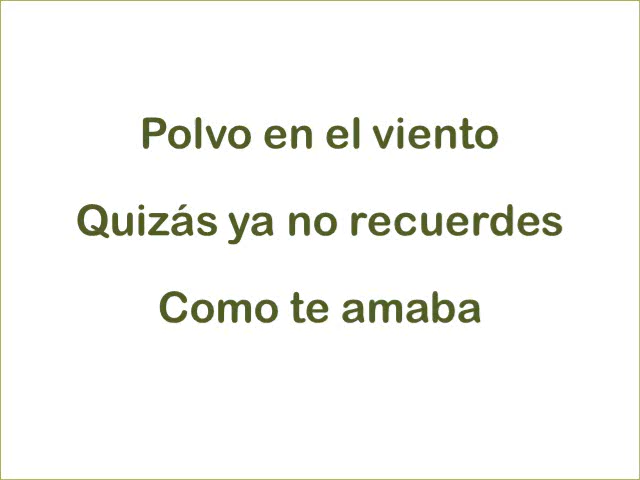 Polvo en el viento
Quizás ya no recuerdes
Como te amaba